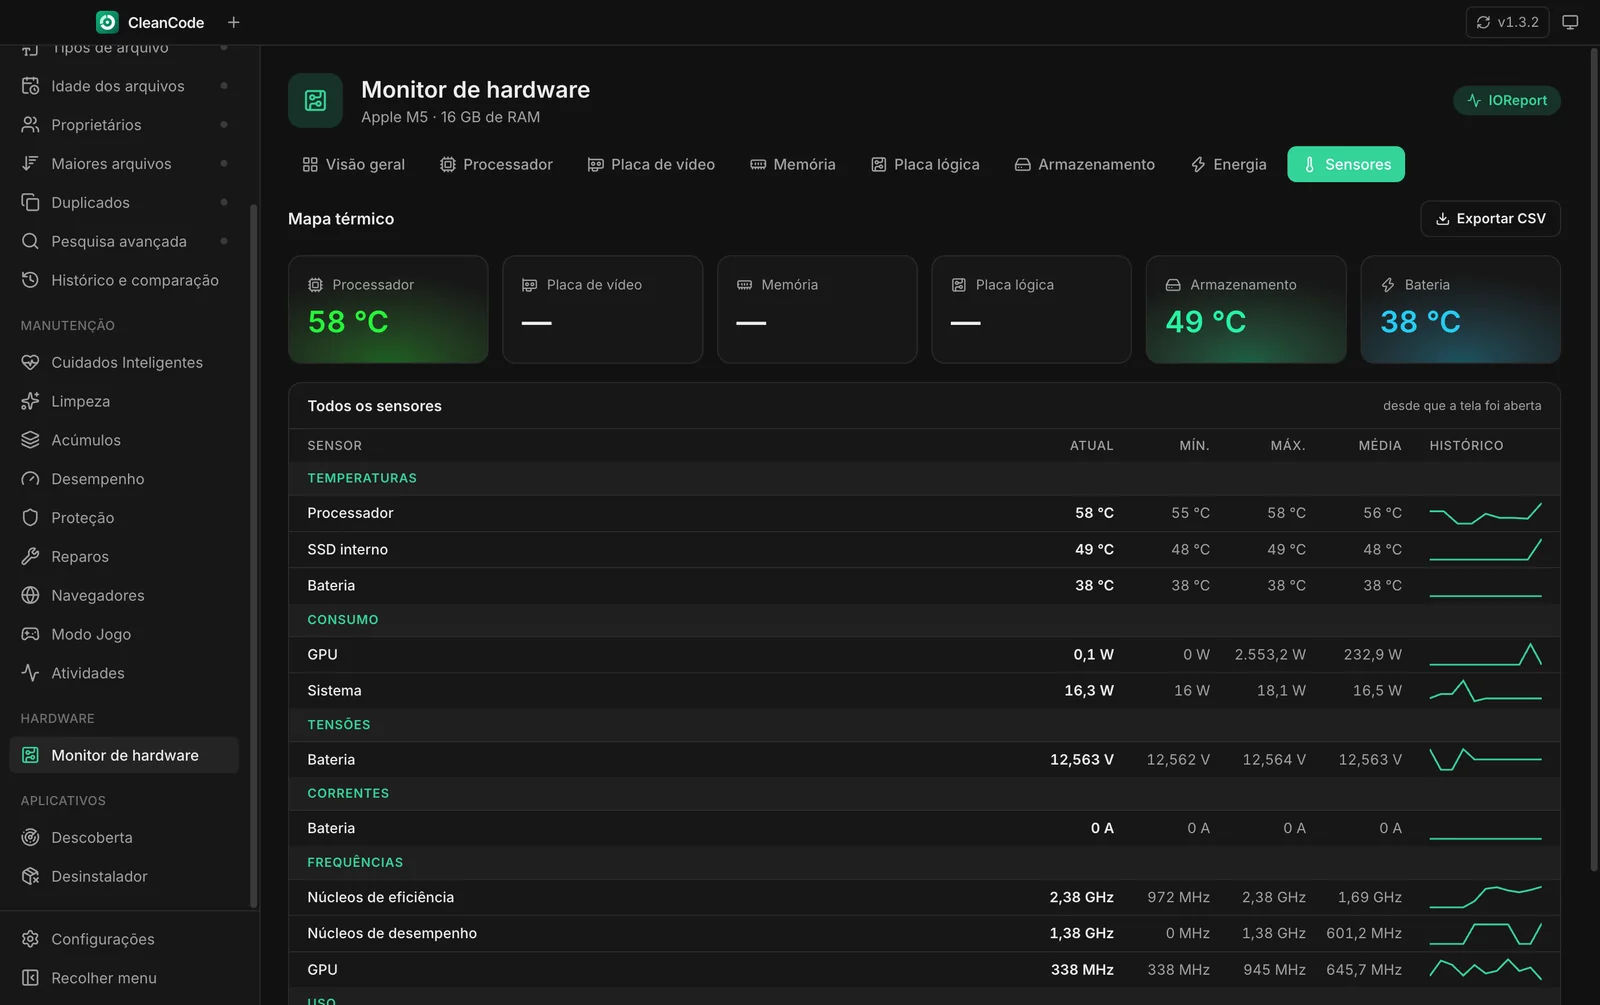 CleanCode
v1.3.2
Tipos de arquivo
Idade dos arquivos
Proprietários
Maiores arquivos
Duplicados
Pesquisa avançada
Histórico e comparação
MANUTENÇÃO
Cuidados Inteligentes
Limpeza
Acúmulos
Desempenho
Proteção
Reparos
Navegadores
Modo Jogo
Atividades
HARDWARE
Monitor de hardware
APLICATIVOS
Descoberta
Desinstalador
Configurações
Recolher menu
Monitor de hardware
Apple M5 · 16 GB de RAM
IOReport
Visão geral Processador Placa de vídeo Memória Placa lógica Armazenamento Energia Sensores
Mapa térmico
Exportar CSV
Processador
58 °C
Placa de vídeo
—
Memória
—
Placa lógica
—
Armazenamento
49 °C
Bateria
38 °C
Todos os sensores
desde que a tela foi aberta
SENSOR ATUAL MÍN. MÁX. MÉDIA HISTÓRICO
TEMPERATURAS
Processador 58 °C 55 °C 58 °C 56 °C
SSD interno 49 °C 48 °C 49 °C 48 °C
Bateria 38 °C 38 °C 38 °C 38 °C
CONSUMO
GPU 0,1 W 0 W 2.553,2 W 232,9 W
Sistema 16,3 W 16 W 18,1 W 16,5 W
TENSÕES
Bateria 12,563 V 12,562 V 12,564 V 12,563 V
CORRENTES
Bateria 0 A 0 A 0 A 0 A
FREQUÊNCIAS
Núcleos de eficiência 2,38 GHz 972 MHz 2,38 GHz 1,69 GHz
Núcleos de desempenho 1,38 GHz 0 MHz 1,38 GHz 601,2 MHz
GPU 338 MHz 338 MHz 945 MHz 645,7 MHz
USO